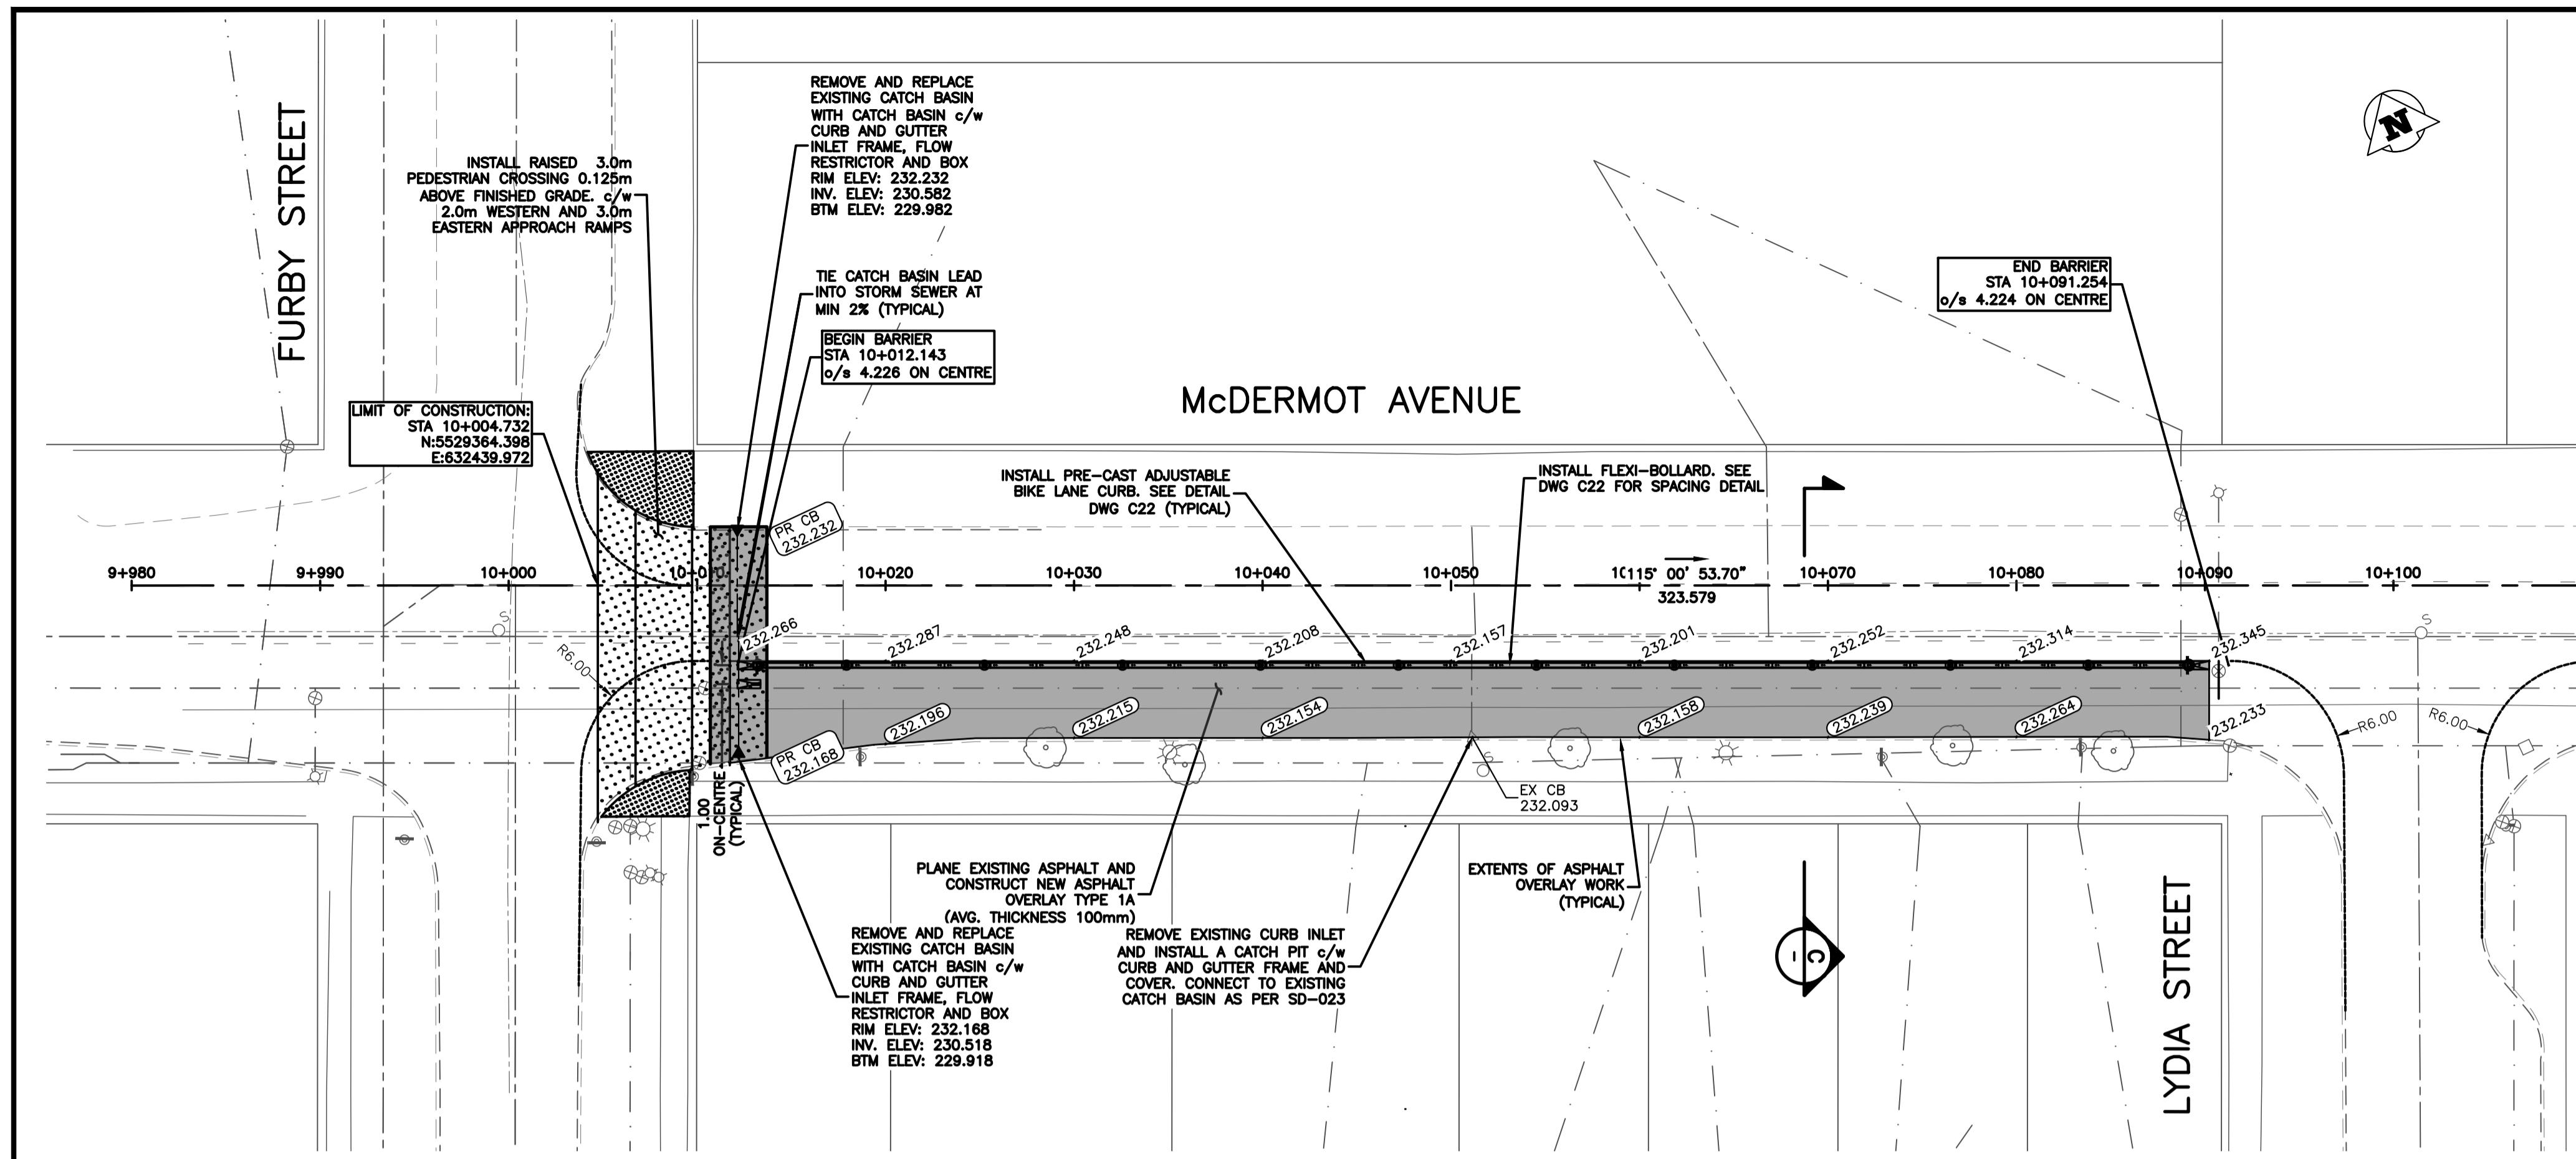 FURBY STREET
REMOVE AND REPLACE
EXISTING CATCH BASIN
WITH CATCH BASIN c/w
CURB AND GUTTER
INLET FRAME, FLOW
RESTRICTOR AND BOX
RIM ELEV: 232.232
INV. ELEV: 230.582
BTM ELEV: 229.982
N
INSTALL RAISED 3.0m
PEDESTRIAN CROSSING 0.125m
ABOVE FINISHED GRADE. c/w
2.0m WESTERN AND 3.0m
EASTERN APPROACH RAMPS
TIE CATCH BASIN LEAD
INTO STORM SEWER AT
MIN 2% (TYPICAL)
BEGIN BARRIER
STA 10+012.143
o/s 4.226 ON CENTRE
END BARRIER
STA 10+091.254
o/s 4.224 ON CENTRE
McDERMOT AVENUE
LIMIT OF CONSTRUCTION:
STA 10+004.732
N:5529364.398
E:632439.972
INSTALL PRE-CAST ADJUSTABLE
BIKE LANE CURB. SEE DETAIL
DWG C22 (TYPICAL)
INSTALL FLEXI-BOLLARD. SEE
DWG C22 FOR SPACING DETAIL
PR CB
232.232
9+980
9+990
10+000
10+020
10+030
10+040
10+050
115° 00' 53.70"
323.579
10+070
10+080
10+090
10+100
S
232.266
232.287
232.248
232.208
232.157
232.201
232.252
232.314
232.345
S
R6.00
232.196
232.215
232.154
232.158
232.239
232.264
232.233
R6.00
R6.00
PR CB
232.168
S
EX CB
232.093
1.00
ON-CENTRE
(TYPICAL)
PLANE EXISTING ASPHALT AND
CONSTRUCT NEW ASPHALT
OVERLAY TYPE 1A
(AVG. THICKNESS 100mm)
EXTENTS OF ASPHALT
OVERLAY WORK
(TYPICAL)
REMOVE AND REPLACE
EXISTING CATCH BASIN
WITH CATCH BASIN c/w
CURB AND GUTTER
INLET FRAME, FLOW
RESTRICTOR AND BOX
RIM ELEV: 232.168
INV. ELEV: 230.518
BTM ELEV: 229.918
REMOVE EXISTING CURB INLET
AND INSTALL A CATCH PIT c/w
CURB AND GUTTER FRAME AND
COVER. CONNECT TO EXISTING
CATCH BASIN AS PER SD-023
C
-
LYDIA STREET